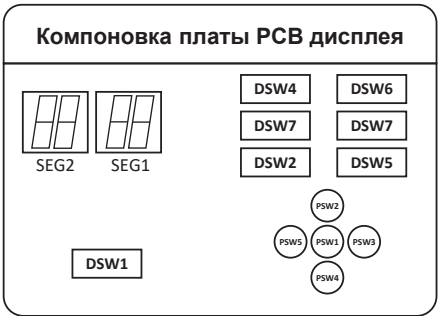 Компоновка платы PCB дисплея
DSW4 DSW6
DSW7 DSW7
SEG2 SEG1 DSW2 DSW5
PSW2
PSW5 PSW1 PSW3
DSW1 PSW4